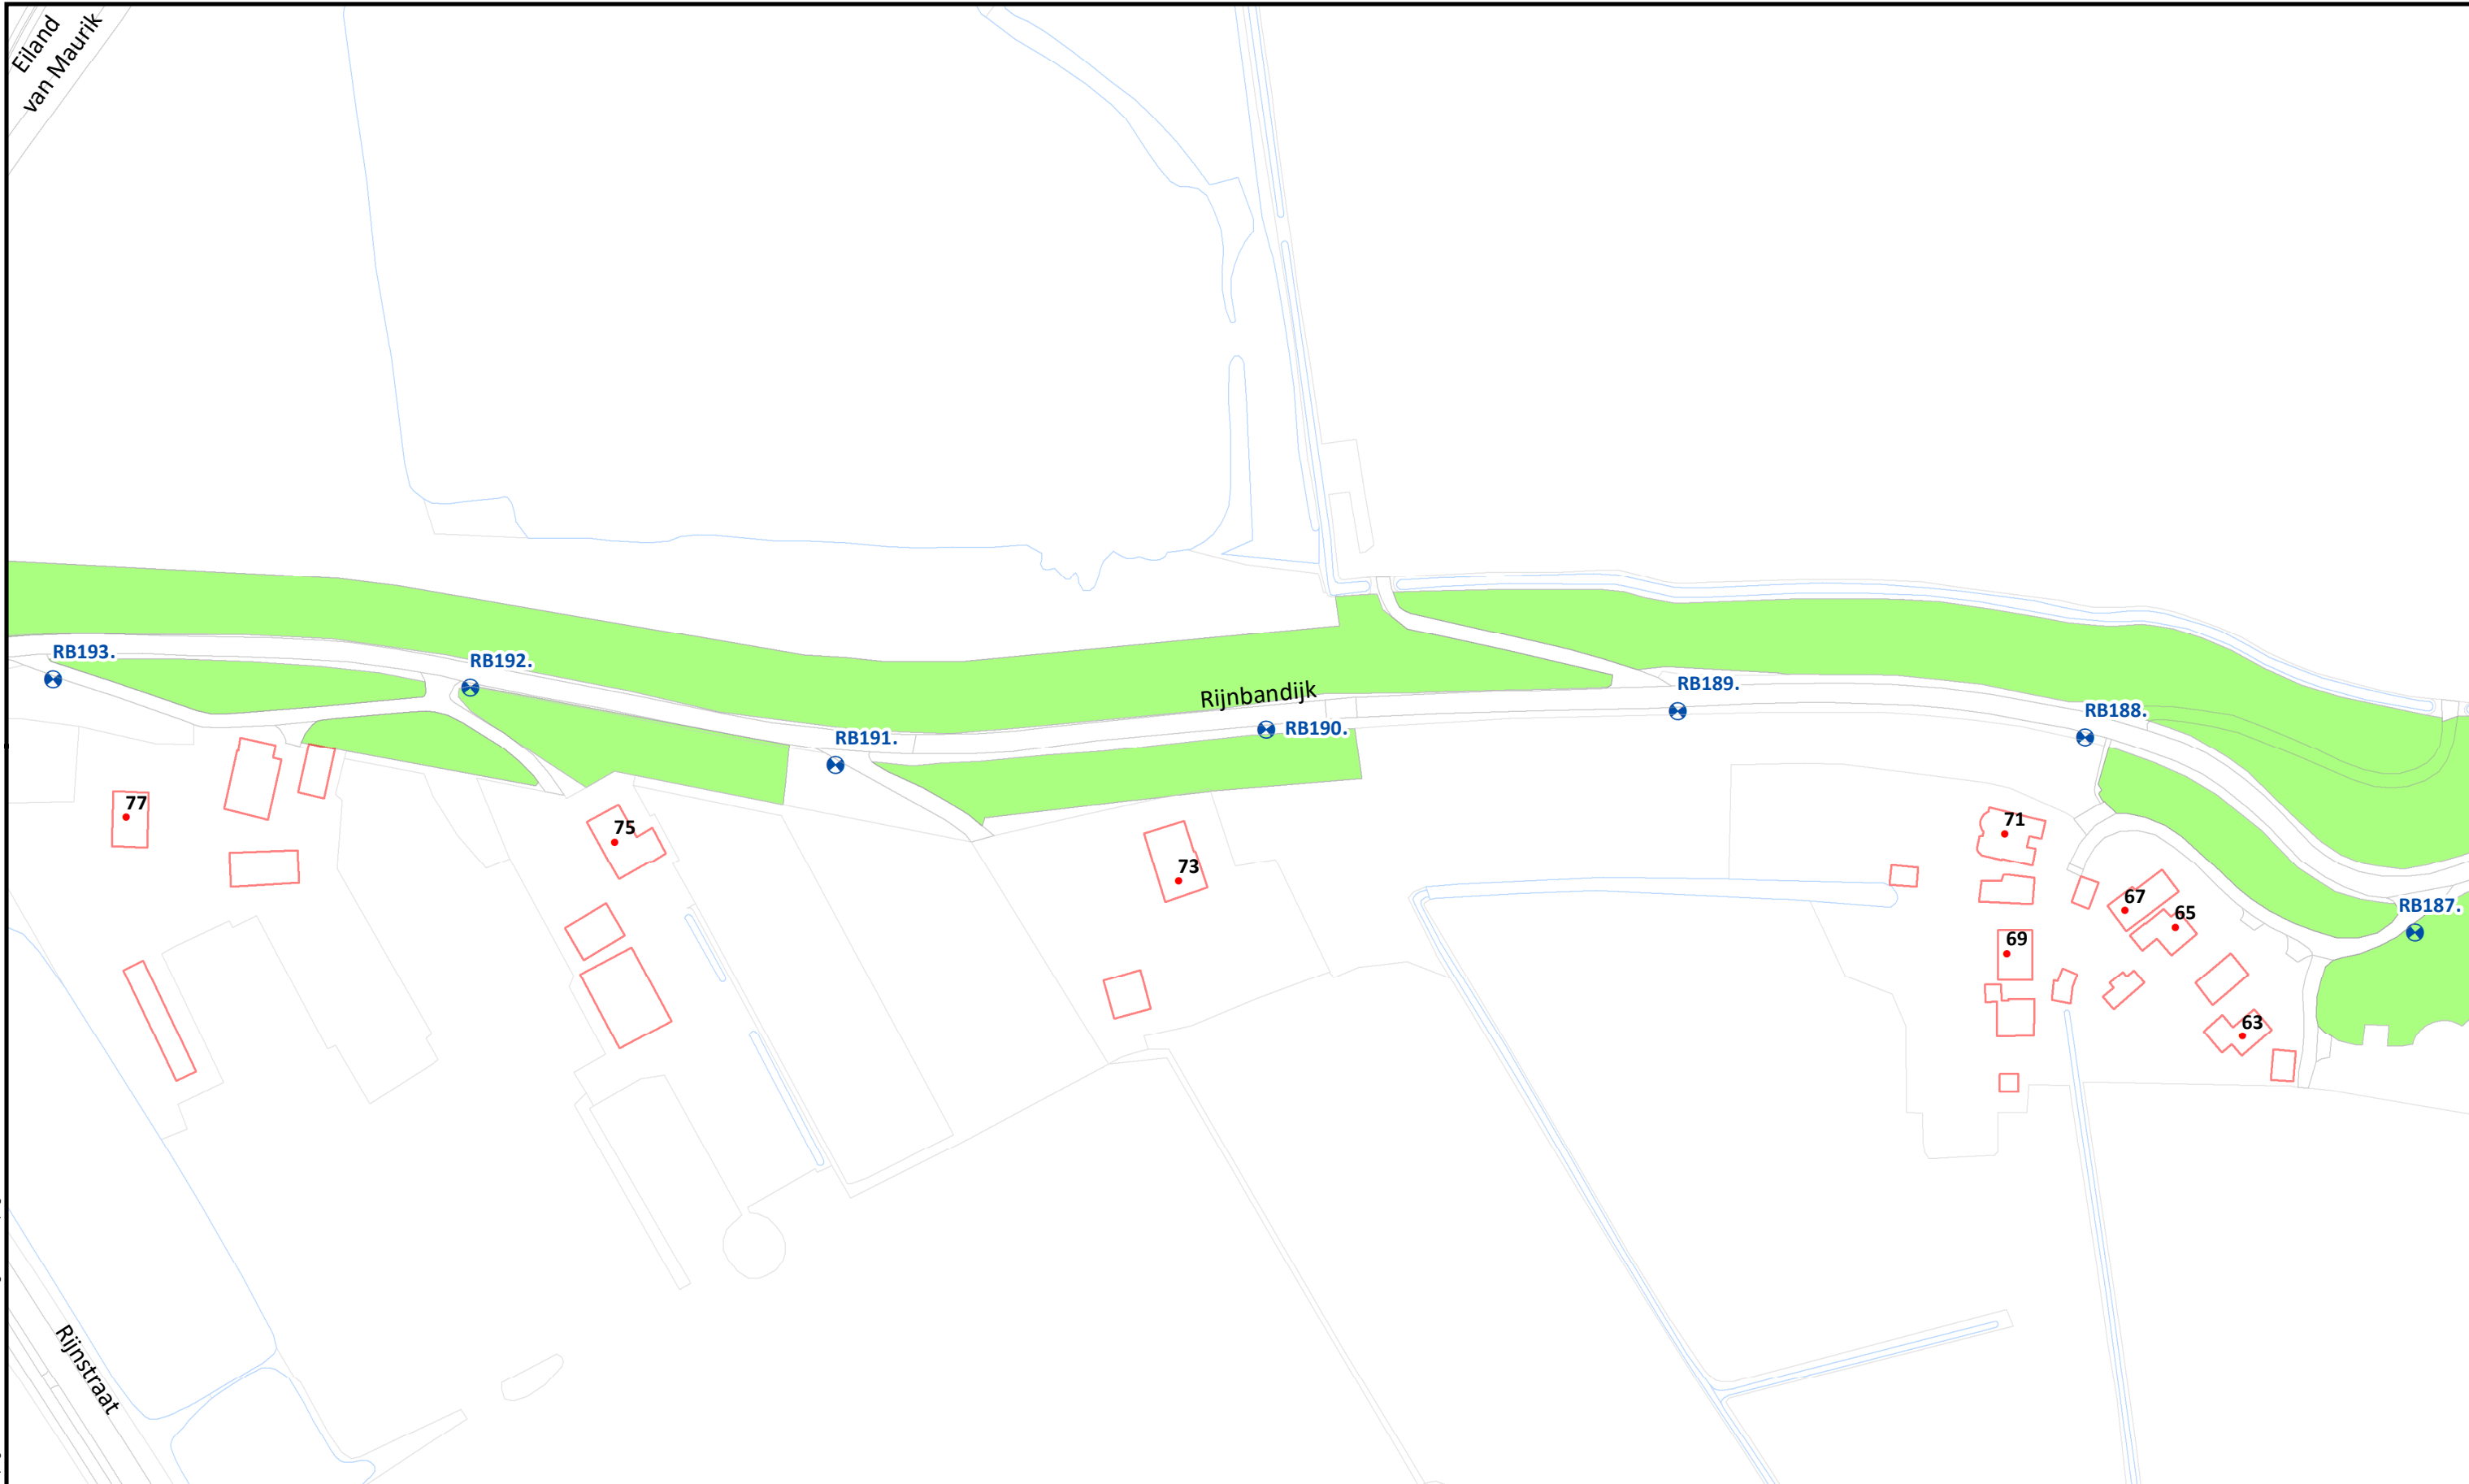 Eiland
van Maurik
RB193.
RB192.
RB191.
Rijnbandijk
RB190.
RB189.
RB188.
RB187.
77
75
73
71
67
65
69
63
Rijnstraat